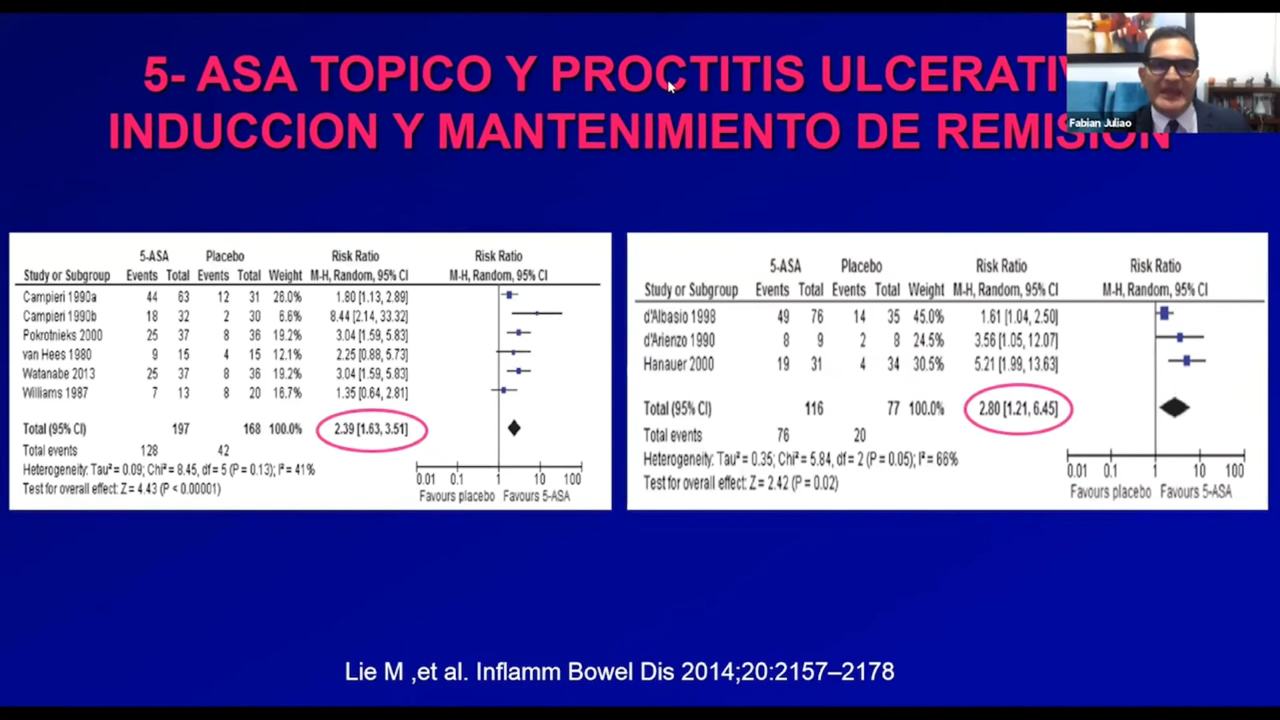 5- ASA TOPICO Y PROCTITIS ULCERATIV
INDUCCION Y MANTENIMIENTO DE REMISION
Fabian Juliao
5-ASA Placebo Risk Ratio Risk Ratio
Study or Subgroup Events Total Events Total Weight M-H, Random, 95% CI M-H, Random, 95% CI
Campieri 1990a 44 63 12 31 26.0% 1.80 [1.13, 2.89]
Campieri 1990b 18 32 2 30 6.6% 8.44 [2.14, 33.32]
Pokrotnieks 2000 25 37 8 36 19.2% 3.04 [1.59, 5.83]
van Hees 1980 9 15 4 15 12.1% 2.25 [0.88, 5.73]
Watanabe 2013 25 37 8 36 19.2% 3.04 [1.59, 5.83]
Williams 1987 7 13 8 20 16.7% 1.35 [0.64, 2.81]
Total (95% CI) 197 168 100.0% 2.39 [1.63, 3.51]
Total events 128 42
Heterogeneity: Tau² = 0.09; Chi² = 8.45, df = 5 (P = 0.13); I² = 41%
Test for overall effect: Z = 4.43 (P < 0.00001)
0.01 0.1 1 10 100
Favours placebo Favours 5-ASA
5-ASA Placebo Risk Ratio Risk Ratio
Study or Subgroup Events Total Events Total Weight M-H, Random, 95% CI M-H, Random, 95% CI
d'Albasio 1998 49 76 14 35 45.0% 1.61 [1.04, 2.50]
d'Arienzo 1990 8 9 2 8 24.5% 3.56 [1.05, 12.07]
Hanauer 2000 19 31 4 34 30.5% 5.21 [1.99, 13.63]
Total (95% CI) 116 77 100.0% 2.80 [1.21, 6.45]
Total events 76 20
Heterogeneity: Tau² = 0.35; Chi² = 5.84, df = 2 (P = 0.05); I² = 66%
Test for overall effect: Z = 2.42 (P = 0.02)
0.01 0.1 1 10 100
Favours placebo Favours 5-ASA
Lie M ,et al. Inflamm Bowel Dis 2014;20:2157–2178